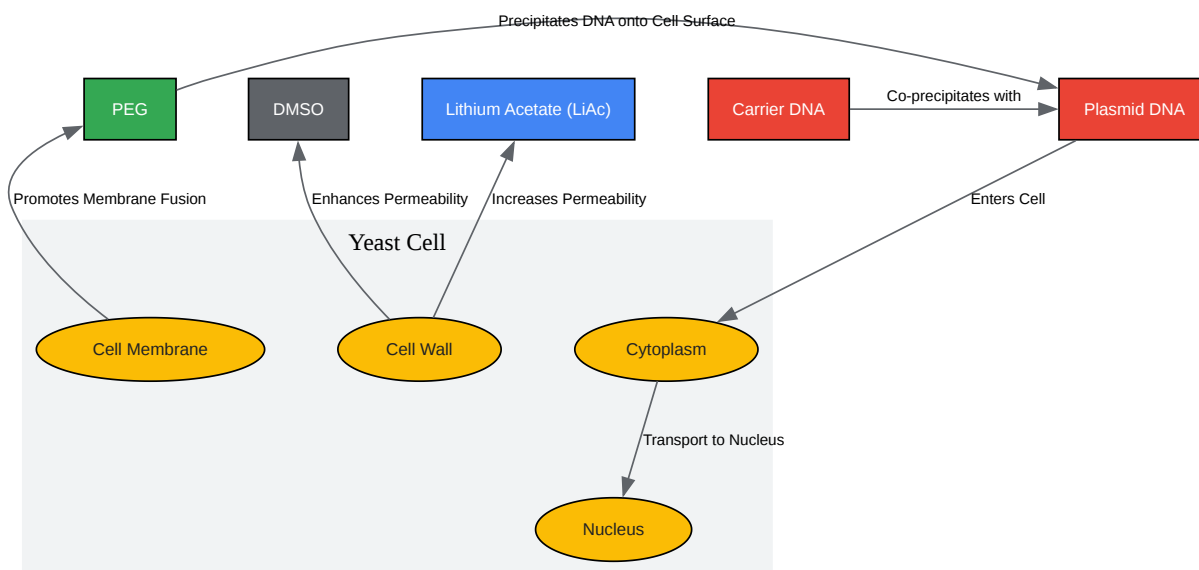 Precipitates DNA onto Cell Surface
PEG
DMSO
Lithium Acetate (LiAc)
Carrier DNA
Co-precipitates with
Plasmid DNA
Promotes Membrane Fusion
Enhances Permeability
Increases Permeability
Enters Cell
Yeast Cell
Cell Membrane
Cell Wall
Cytoplasm
Transport to Nucleus
Nucleus